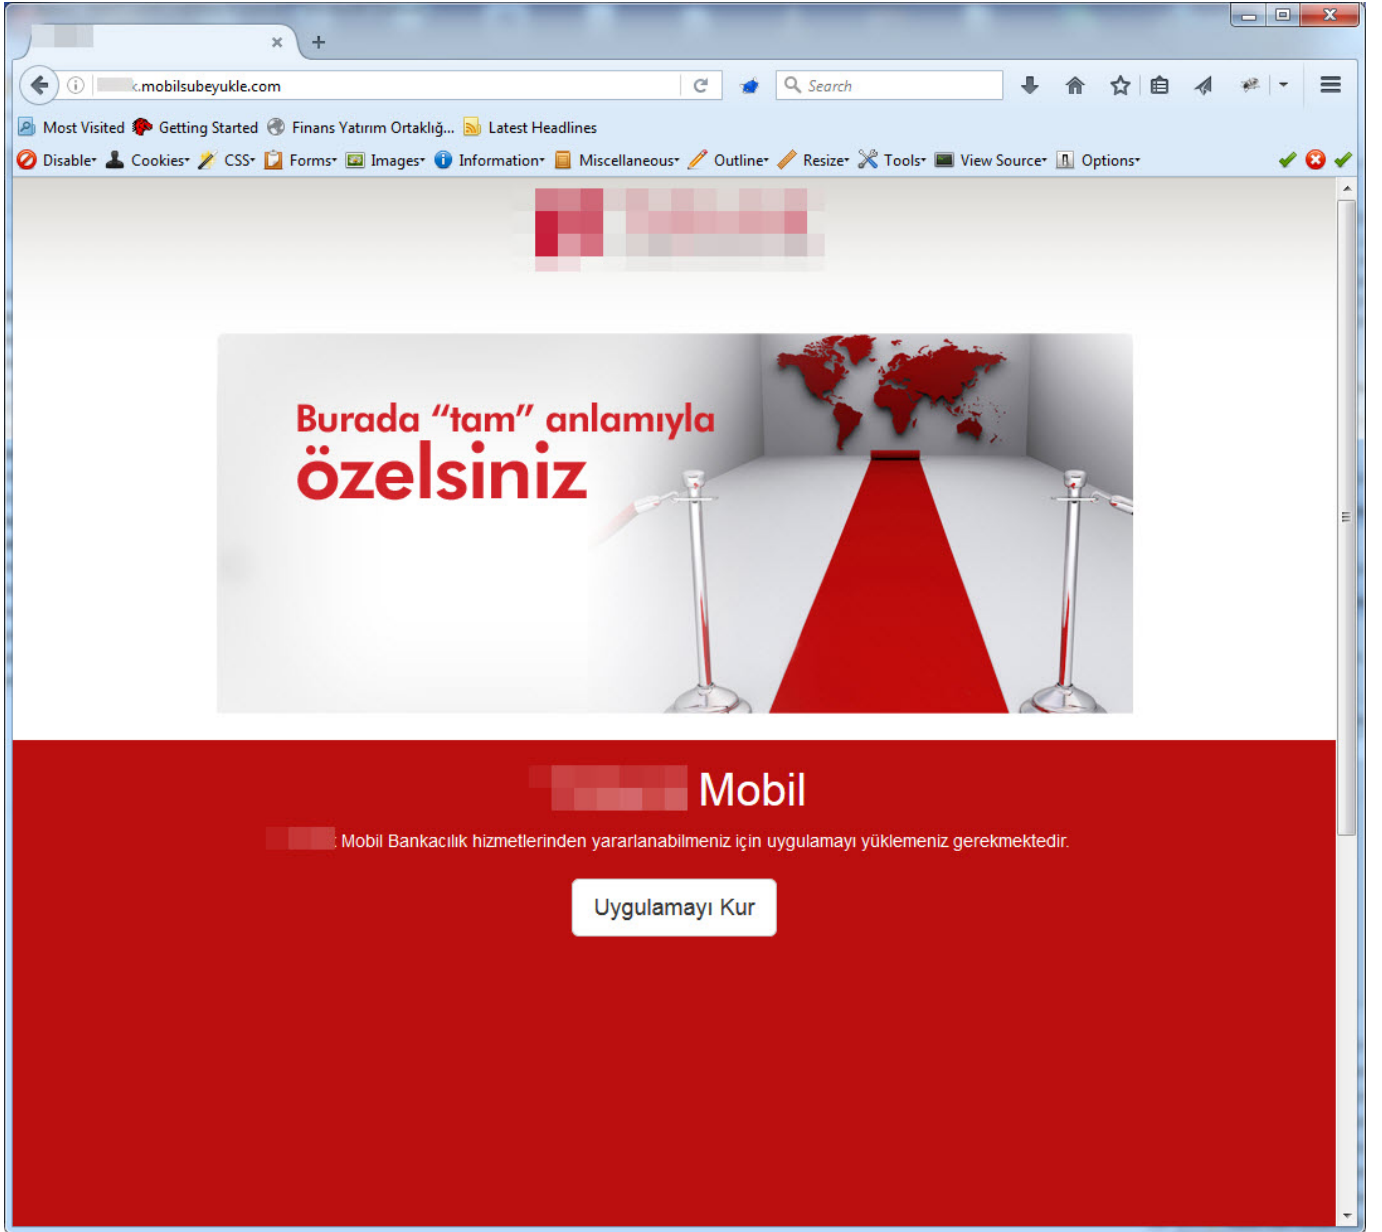 .mobilsubeyukle.com
Search
Most Visited Getting Started Finans Yatırım Ortaklığ... Latest Headlines
Disable Cookies CSS Forms Images Information Miscellaneous Outline Resize Tools View Source Options
Burada “tam” anlamıyla
özelsiniz
Mobil
Mobil Bankacılık hizmetlerinden yararlanabilmeniz için uygulamayı yüklemeniz gerekmektedir.
Uygulamayı Kur